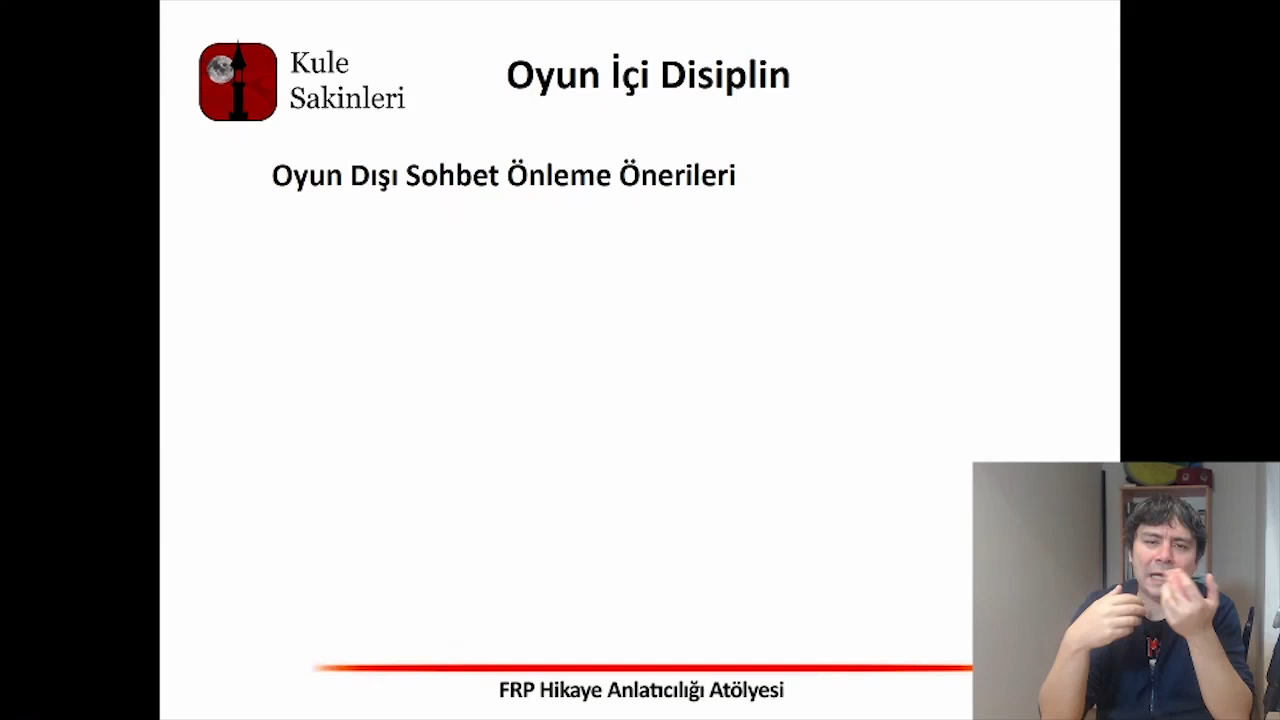 Kule
Sakinleri
Oyun İçi Disiplin
Oyun Dışı Sohbet Önleme Önerileri
FRP Hikaye Anlatıcılığı Atölyesi